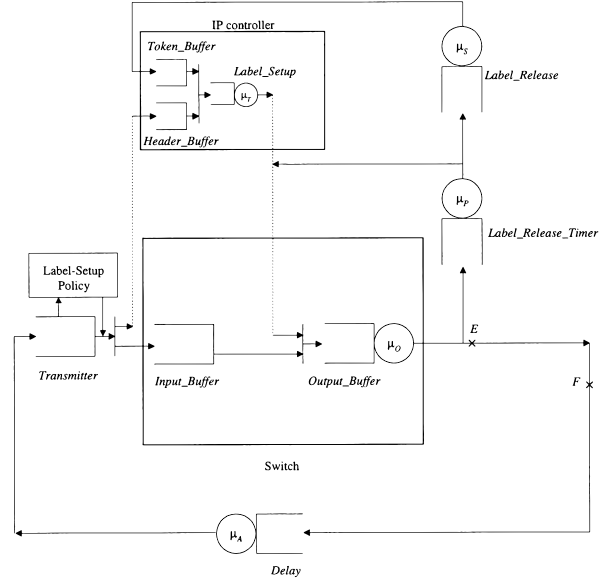 IP controller
Token_Buffer
Label_Setup
μT
Header_Buffer
μS
Label_Release
μP
Label_Release_Timer
Label-Setup
Policy
Transmitter
Input_Buffer
Output_Buffer
μO
E
F
Switch
μA
Delay